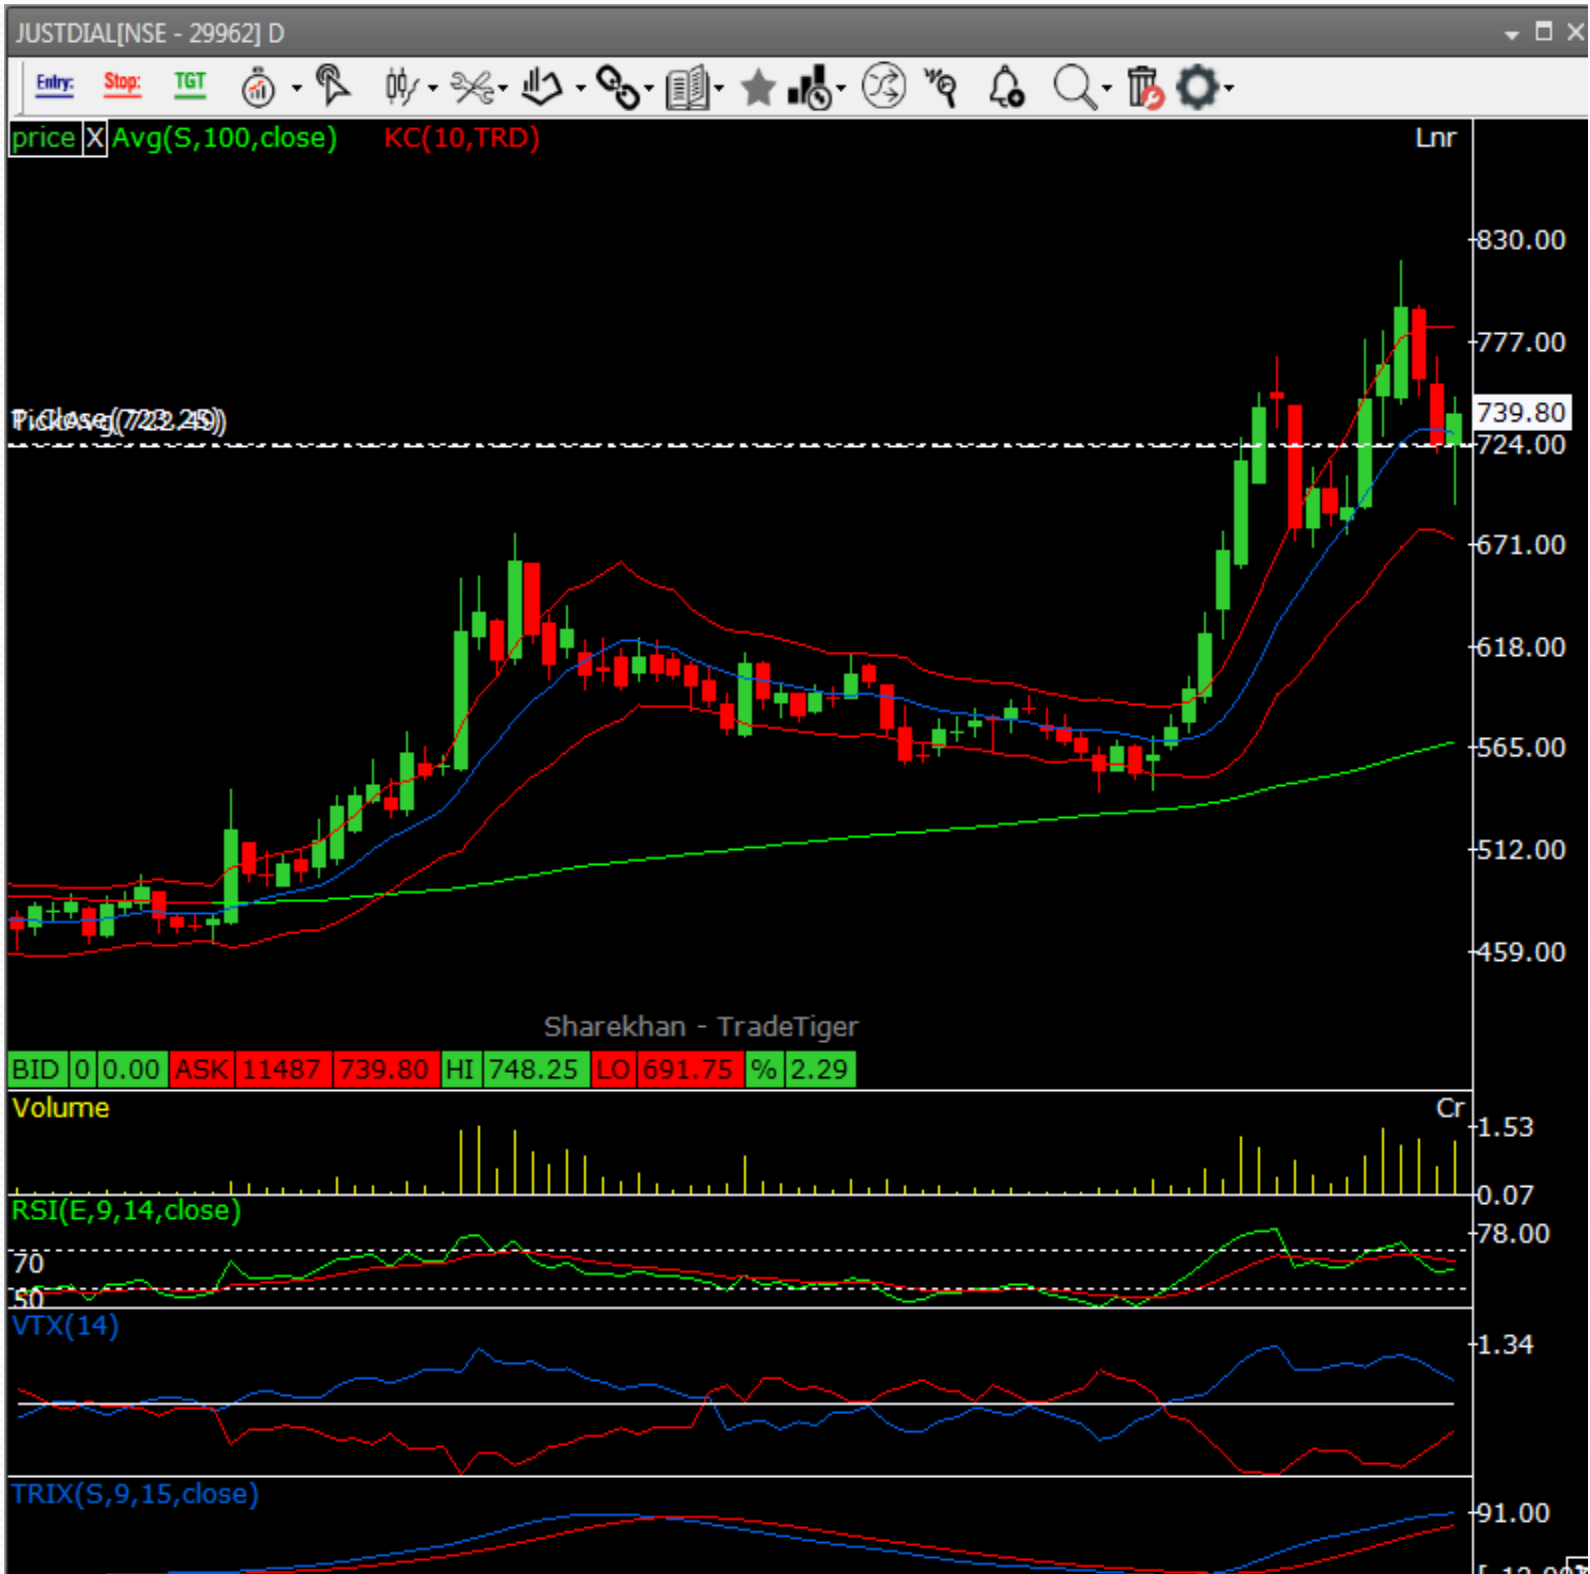 JUSTDIAL[NSE - 29962] D
Entry: Stop: TGT
price X Avg(S,100,close) KC(10,TRD) Lnr
830.00
777.00
739.80
724.00
671.00
618.00
565.00
512.00
459.00
Sharekhan - TradeTiger
BID 0 0.00 ASK 11487 739.80 HI 748.25 LO 691.75 % 2.29
Volume Cr
1.53
0.07
RSI(E,9,14,close)
78.00
70
50
VTX(14)
1.34
TRIX(S,9,15,close)
91.00